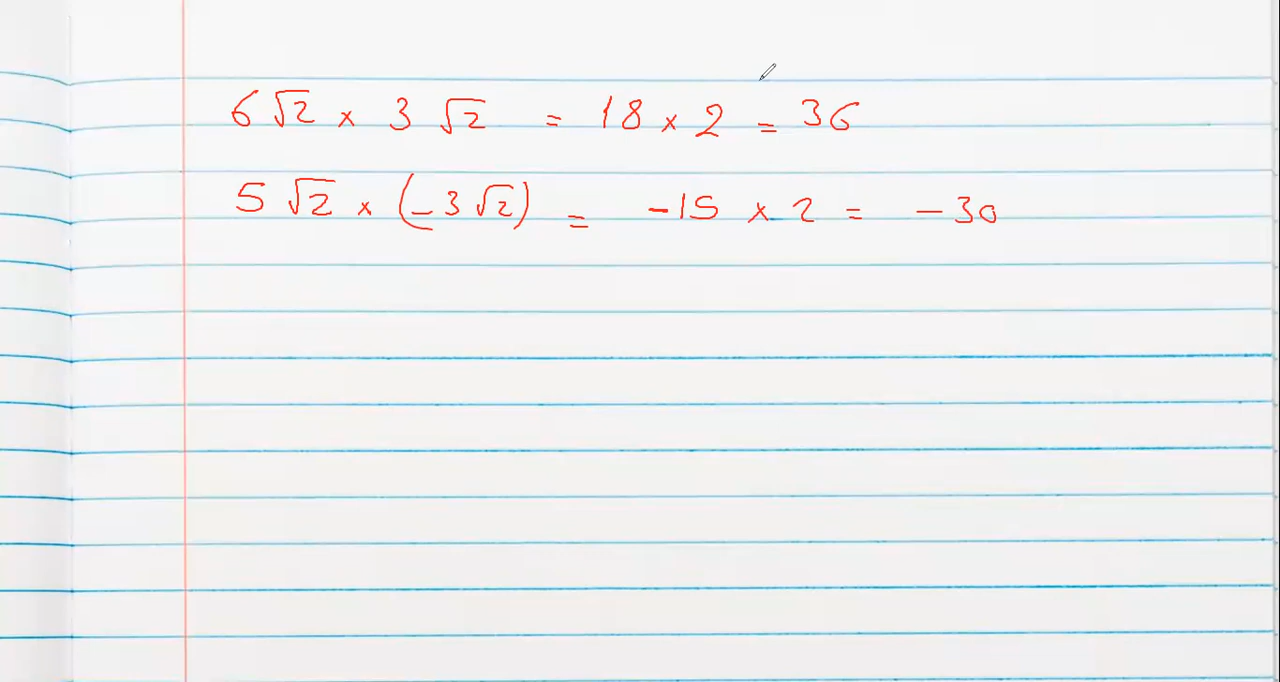 6√2 × 3√2 = 18 × 2 = 36
5√2 × (-3√2) = -15 × 2 = -30